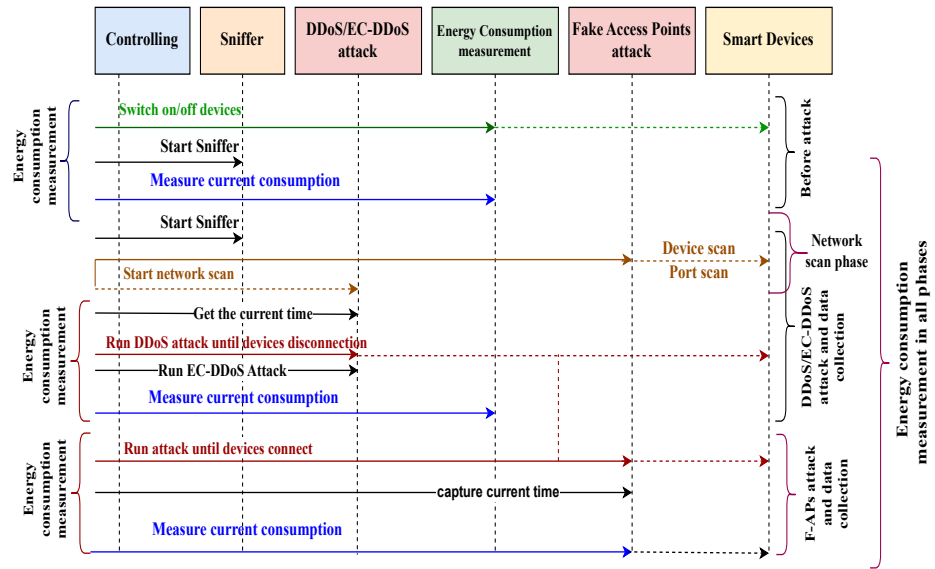 Controlling
Sniffer
DDoS/EC-DDoS
attack
Energy Consumption
measurement
Fake Access Points
attack
Smart Devices
Energy
consumption
measurement
Switch on/off devices
Start Sniffer
Measure current consumption
Before attack
Start Sniffer
Device scan
Port scan
Start network scan
Network
scan phase
Energy
consumption
measurement
Get the current time
Run DDoS attack until devices disconnection
Run EC-DDoS Attack
Measure current consumption
DDoS/EC-DDoS
attack and data
collection
Energy consumption
measurement in all phases
Energy
consumption
measurement
Run attack until devices connect
capture current time
Measure current consumption
F-APs attack
and data
collection